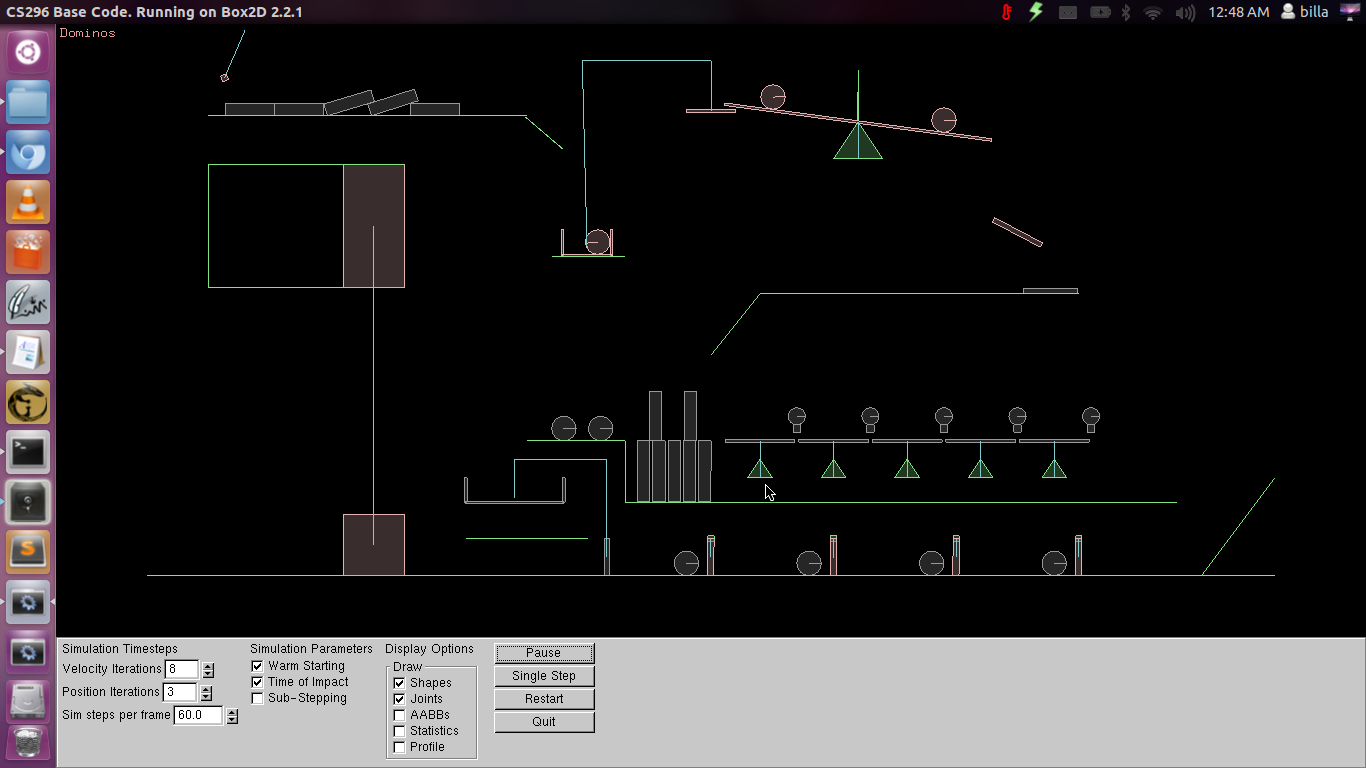 CS296 Base Code. Running on Box2D 2.2.1
12:48 AM billa
Dominos
Simulation Timesteps
Velocity Iterations 8
Position Iterations 3
Sim steps per frame 60.0
Simulation Parameters
Warm Starting
Time of Impact
Sub-Stepping
Display Options
Draw
Shapes
Joints
AABBs
Statistics
Profile
Pause
Single Step
Restart
Quit